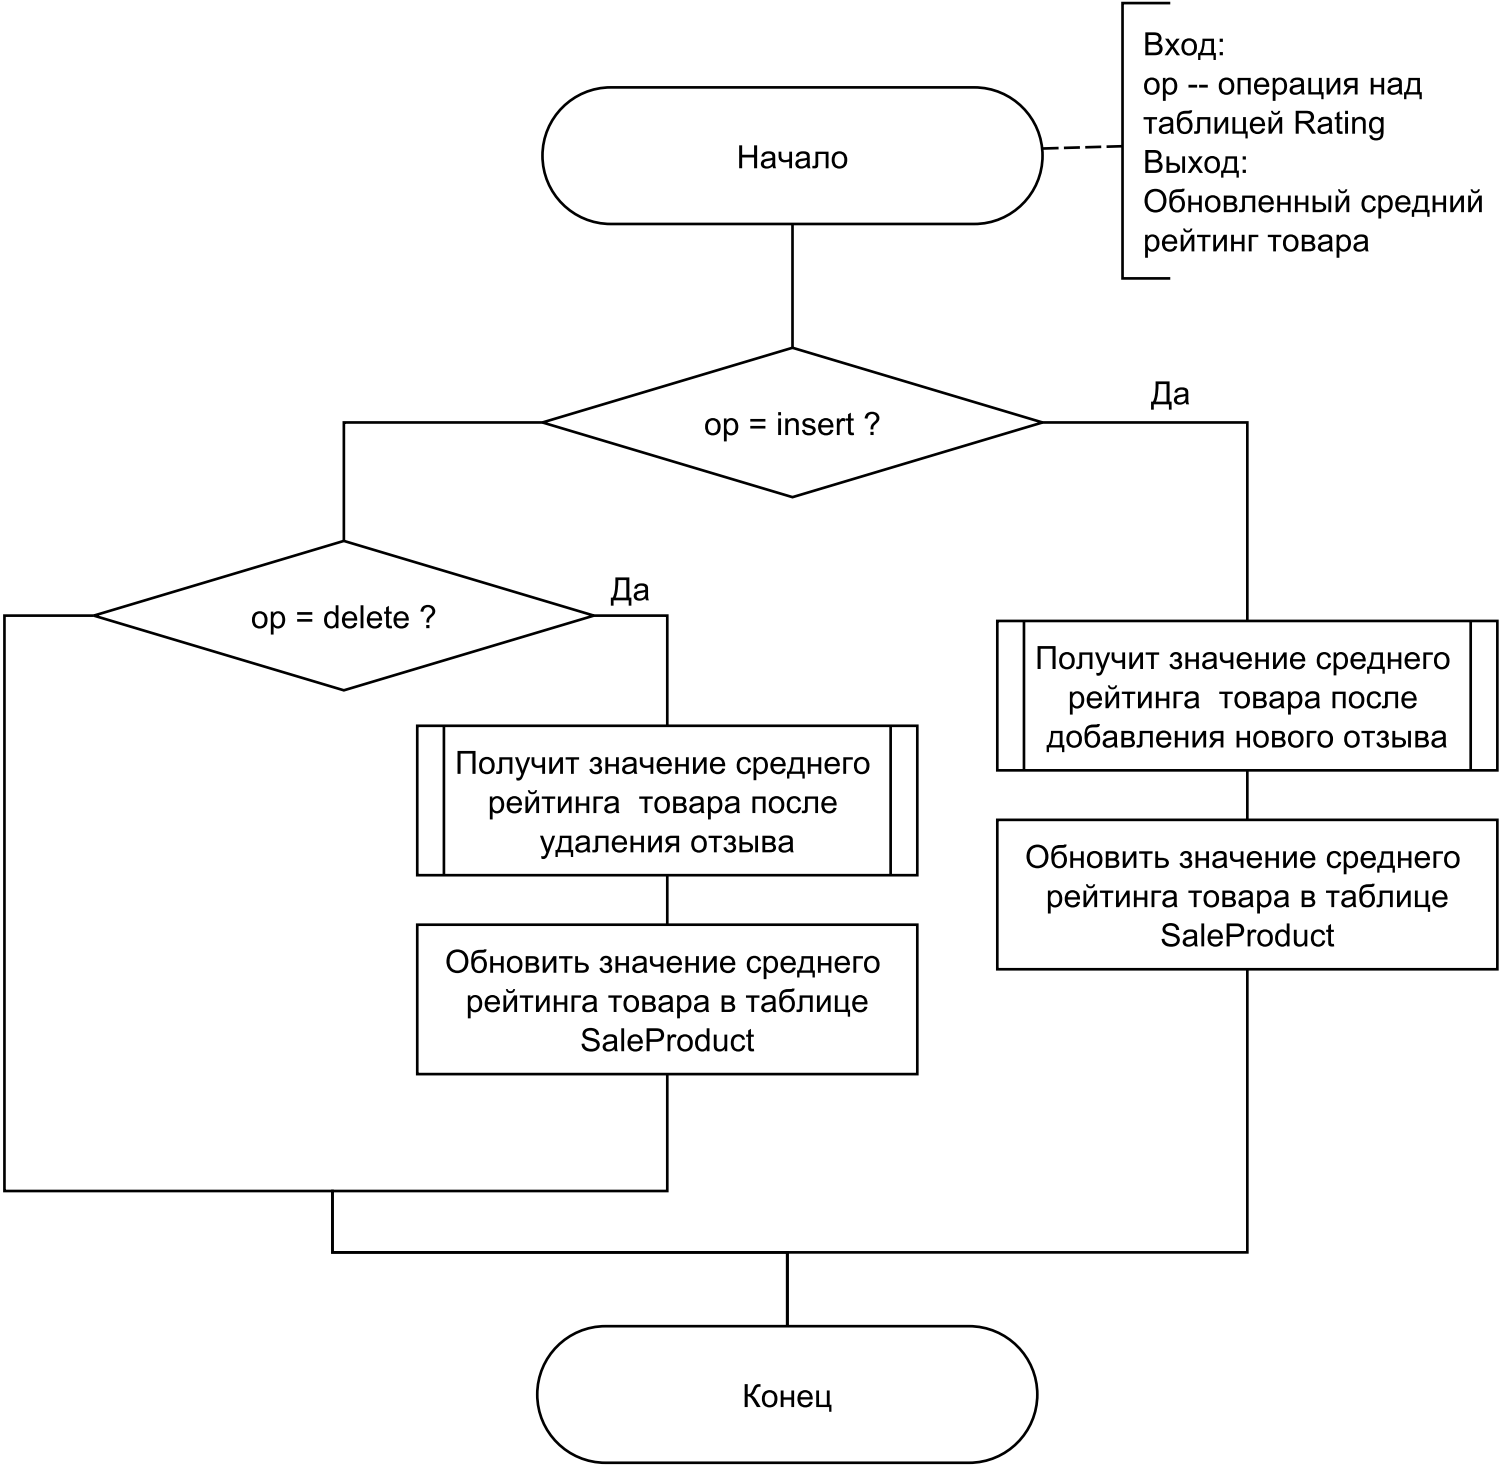 Вход:
op -- операция над
таблицей Rating
Выход:
Обновленный средний
рейтинг товара
Начало
op = insert ?
Да
op = delete ?
Да
Получит значение среднего
рейтинга  товара после
добавления нового отзыва
Обновить значение среднего
рейтинга товара в таблице
SaleProduct
Получит значение среднего
рейтинга  товара после
удаления отзыва
Обновить значение среднего
рейтинга товара в таблице
SaleProduct
Конец